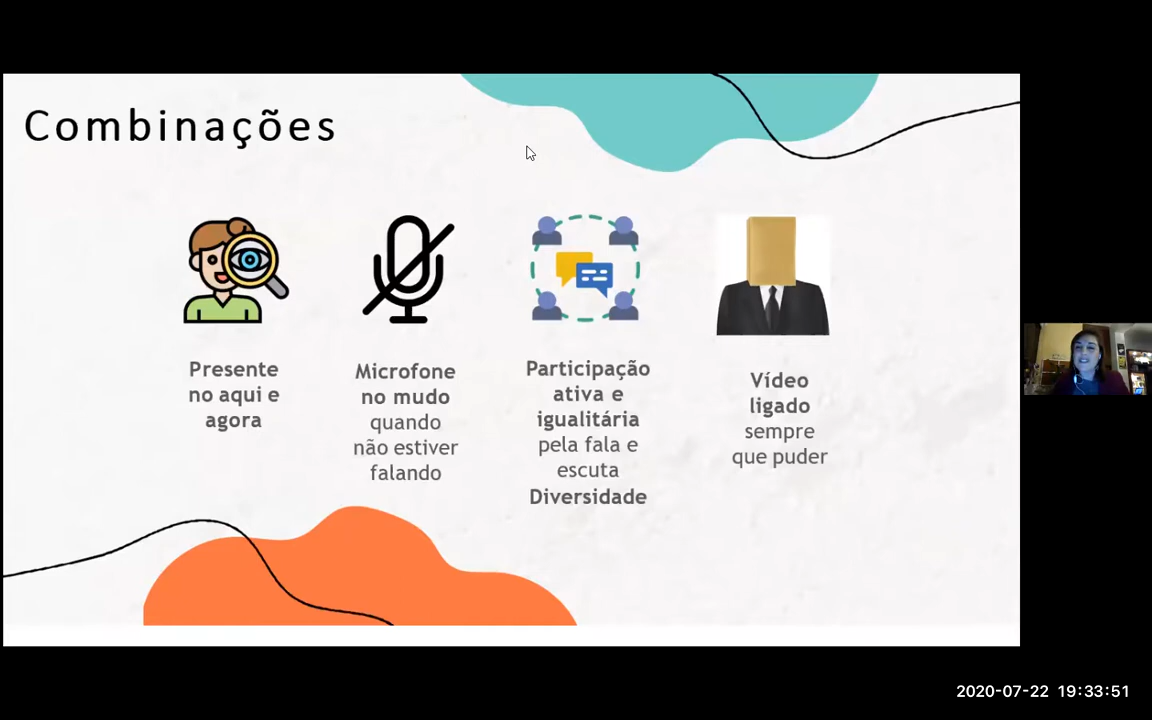 Combinações
Presente
no aqui e
agora
Microfone
no mudo
quando
não estiver
falando
Participação
ativa e
igualitária
pela fala e
escuta
Diversidade
Vídeo
ligado
sempre
que puder
2020-07-22 19:33:51